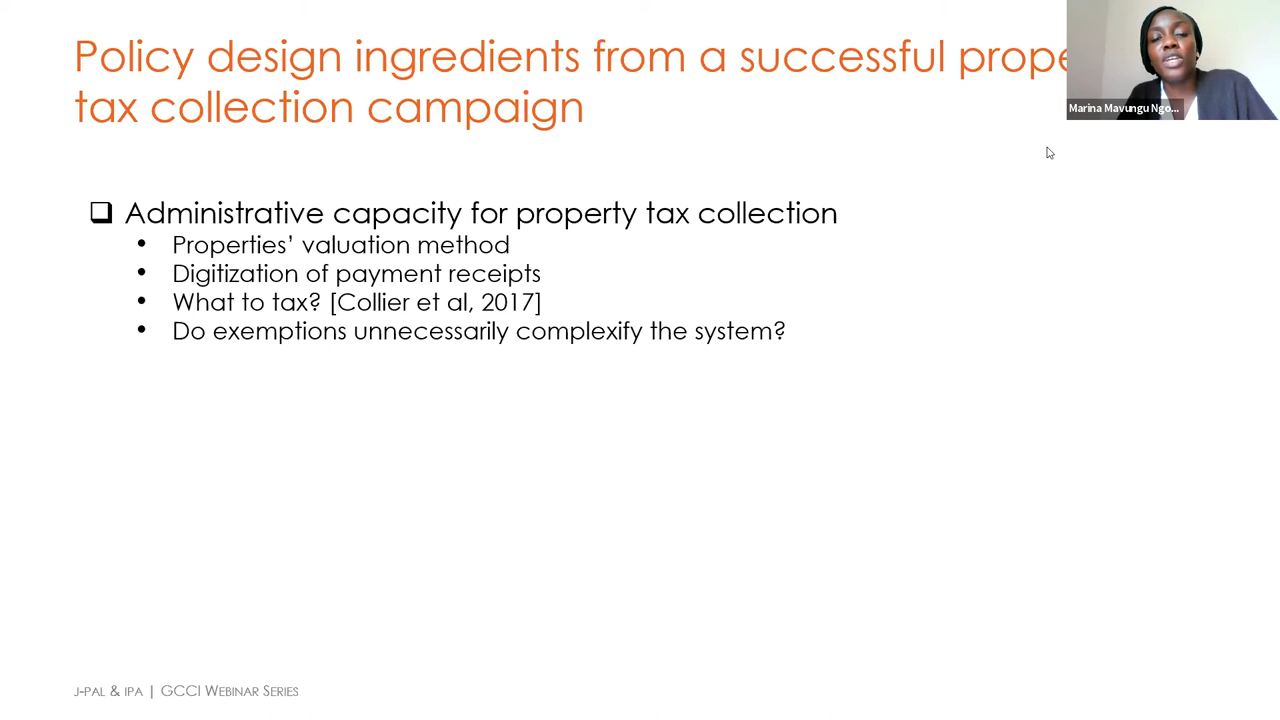 Policy design ingredients from a successful
tax collection campaign
Marina Mavungu Ngo...
❑ Administrative capacity for property tax collection
• Properties’ valuation method
• Digitization of payment receipts
• What to tax? [Collier et al, 2017]
• Do exemptions unnecessarily complexify the system?
J-PAL & IPA | GCCI WEBINAR SERIES